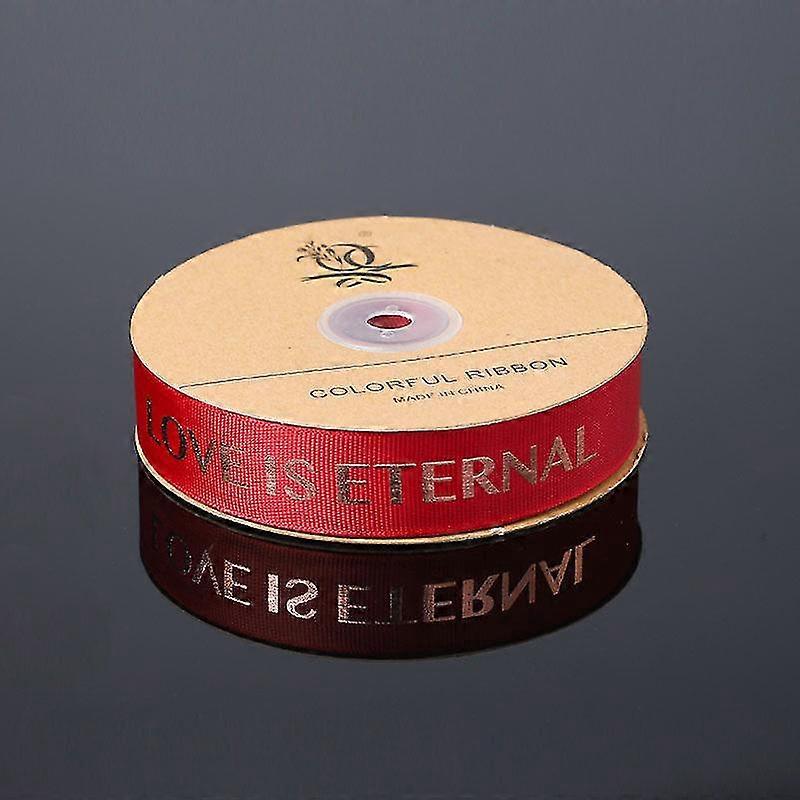 ®
COLORFUL RIBBON
MADE IN CHINA
LOVE IS ETERNAL